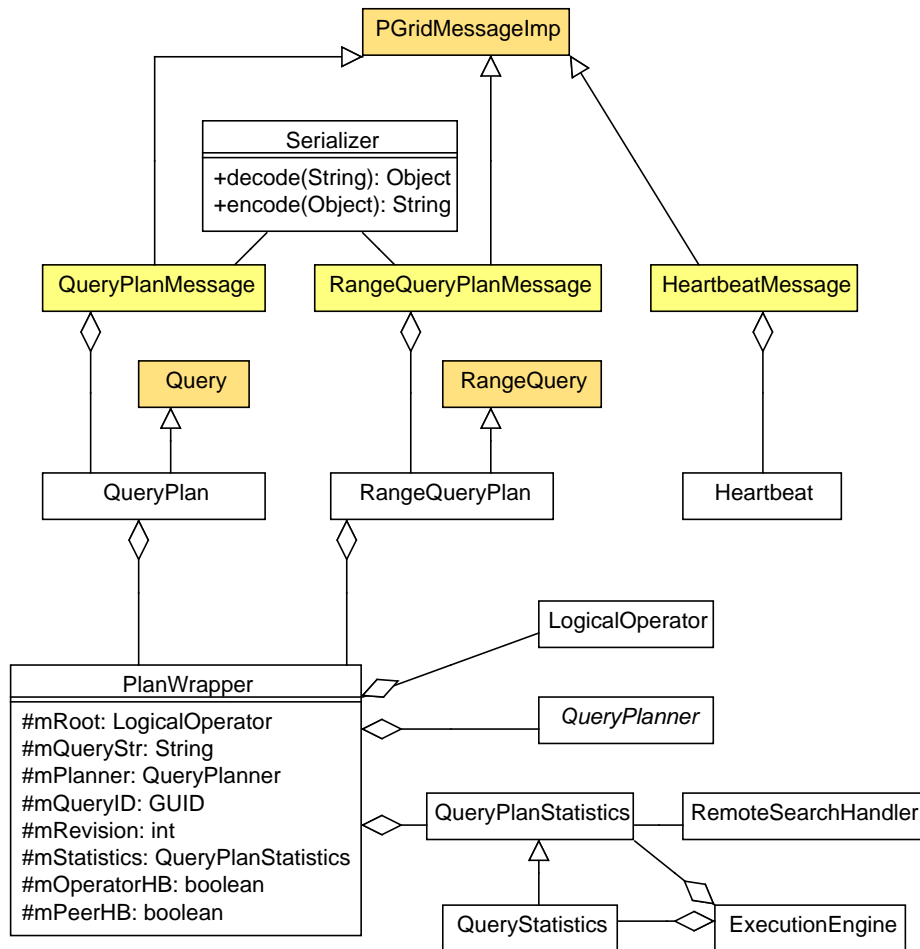 PGridMessageImp
Serializer
+decode(String): Object
+encode(Object): String
QueryPlanMessage
RangeQueryPlanMessage
HeartbeatMessage
Query
RangeQuery
QueryPlan
RangeQueryPlan
Heartbeat
LogicalOperator
PlanWrapper
#mRoot: LogicalOperator
#mQueryStr: String
#mPlanner: QueryPlanner
#mQueryID: GUID
#mRevision: int
#mStatistics: QueryPlanStatistics
#mOperatorHB: boolean
#mPeerHB: boolean
QueryPlanner
QueryPlanStatistics
RemoteSearchHandler
QueryStatistics
ExecutionEngine